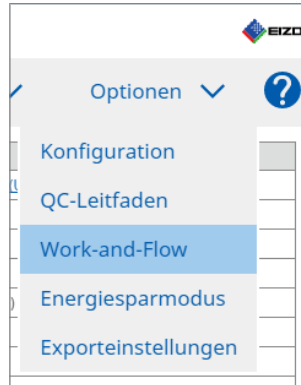 EIZO
Optionen
Konfiguration
QC-Leitfaden
Work-and-Flow
Energiesparmodus
Exporteinstellungen